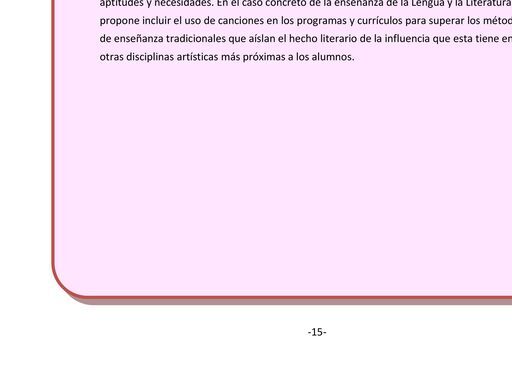 aptitudes y necesidades. En el caso concreto de la enseñanza de la Lengua y la Literatura
propone incluir el uso de canciones en los programas y currículos para superar los
de enseñanza tradicionales que aíslan el hecho literario de la influencia que esta tiene en
otras disciplinas artísticas más próximas a los alumnos.
-15-